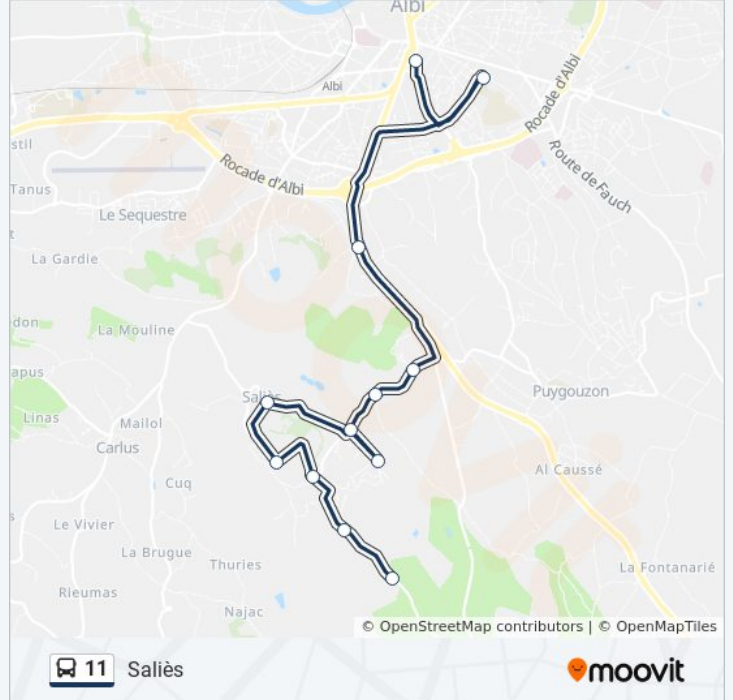 Albi
Albi
Rocade d'Albi
stil
Rocade d'Albi
Route de Fauch
Tanus
Le Sequestre
t
La Gardie
don
La Mouline
apus
Saliès
Puygouzon
Linas
Mailol
Carlus
Al Caussé
Cuq
s
Le Vivier
La Brugue
Thuries
La Fontanarié
Rieumas
Najac
© OpenStreetMap contributors | © OpenMapTiles
11 Saliès
moovit